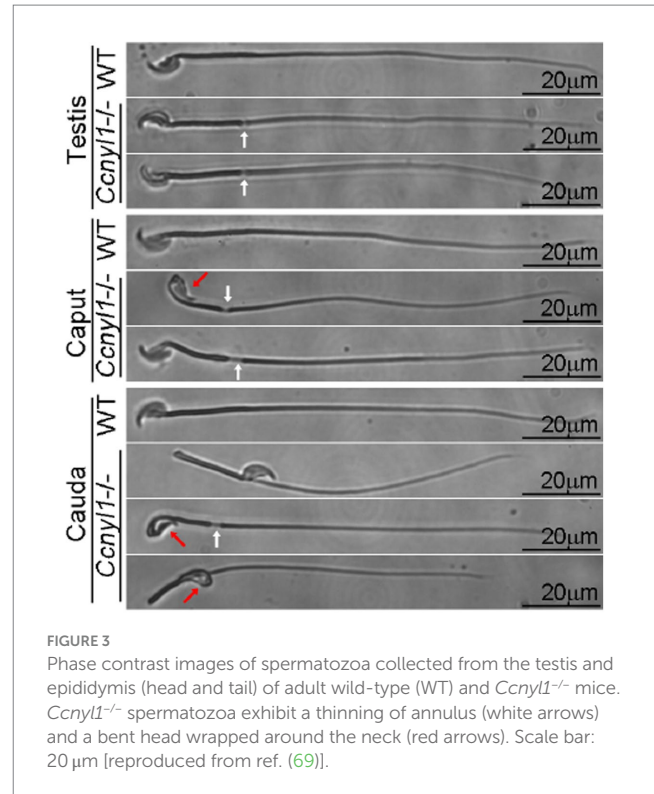 Testis
WT
20μm
Ccnyl1-/-
20μm
20μm
Caput
WT
20μm
Ccnyl1-/-
20μm
20μm
Cauda
WT
20μm
Ccnyl1-/-
20μm
20μm
20μm
FIGURE 3
Phase contrast images of spermatozoa collected from the testis and
epididymis (head and tail) of adult wild-type (WT) and Ccnyl1⁻/⁻ mice.
Ccnyl1⁻/⁻ spermatozoa exhibit a thinning of annulus (white arrows)
and a bent head wrapped around the neck (red arrows). Scale bar:
20 μm [reproduced from ref. (69)].